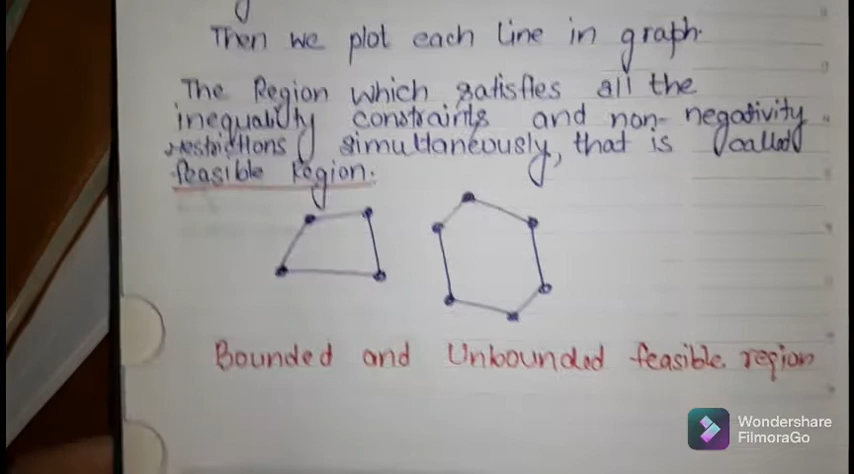 Then we plot each line in graph.
The Region which satisfies all the
inequality constraints and non-negativity
restrictions simultaneously, that is called
feasible Region.
Bounded and Unbounded feasible region
Wondershare
FilmoraGo